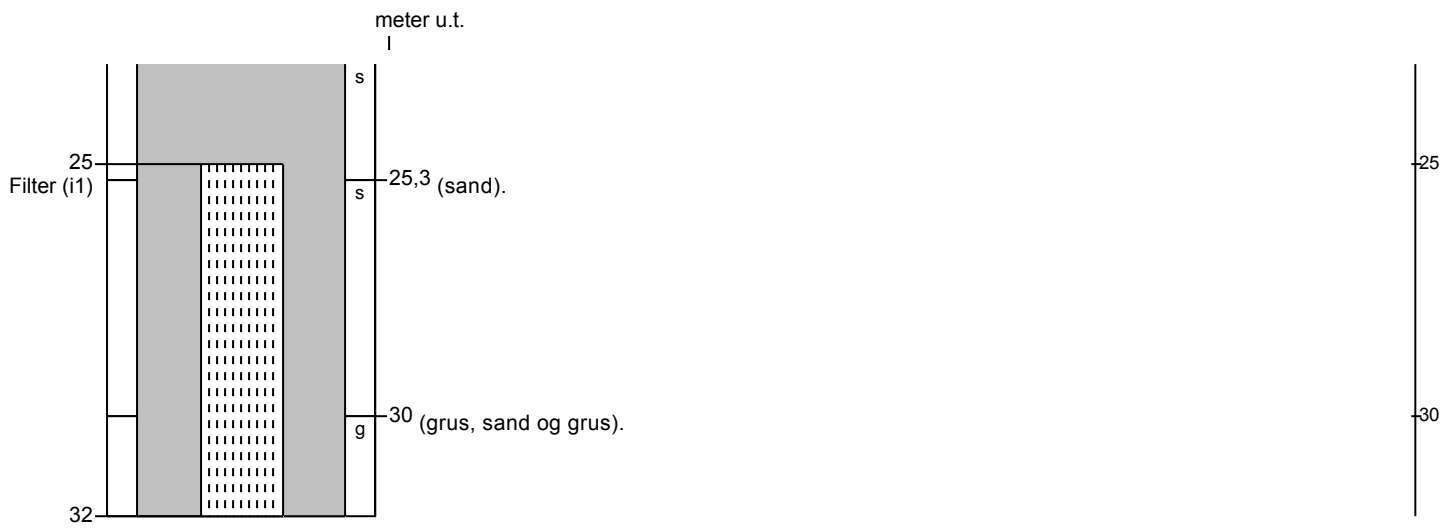 meter u.t.
s
25
25
Filter (i1)
25,3 (sand).
s
30 (grus, sand og grus).
30
g
32